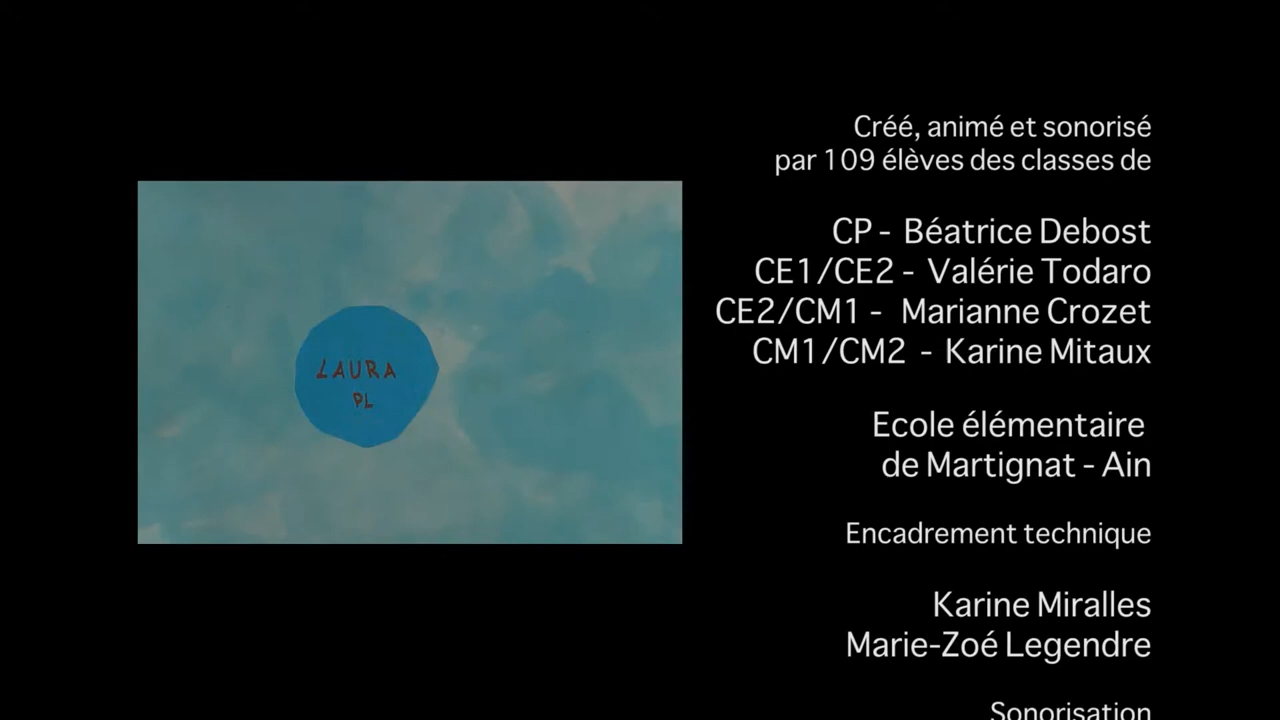 LAURA
PL
Créé, animé et sonorisé
par 109 élèves des classes de
CP - Béatrice Debost
CE1/CE2 - Valérie Todaro
CE2/CM1 - Marianne Crozet
CM1/CM2 - Karine Mitaux
Ecole élémentaire
de Martignat - Ain
Encadrement technique
Karine Miralles
Marie-Zoé Legendre
Sonorisation